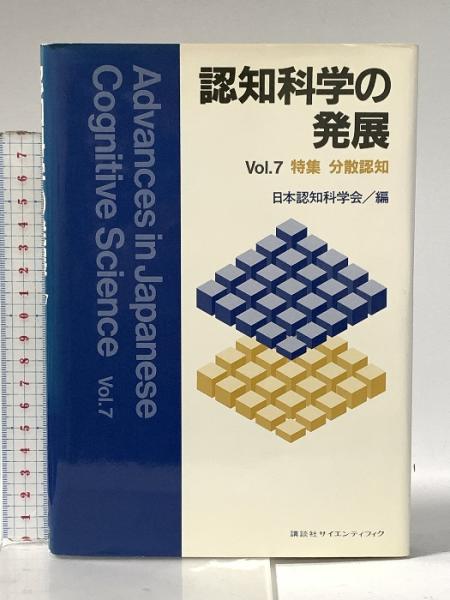 認知科学の
発展
Vol.7 特集 分散認知
日本認知科学会／編
Advances in Japanese
Cognitive Science Vol.7
講談社サイエンティフィク